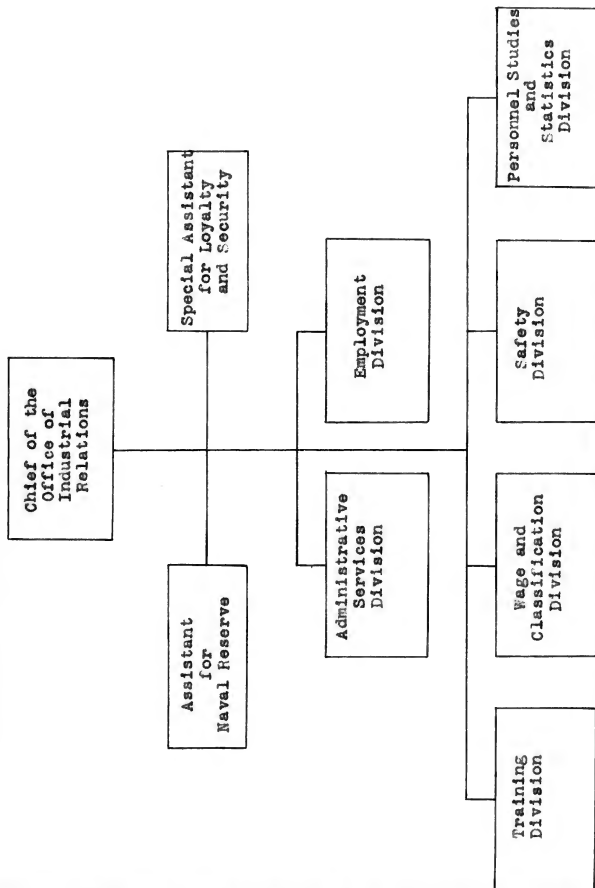 Chief of the
Office of
Industrial
Relations
Assistant
for
Naval Reserve
Special Assistant
for Loyalty
and Security
Administrative
Services
Division
Employment
Division
Training
Division
Wage and
Classification
Division
Safety
Division
Personnel Studies
and
Statistics
Division